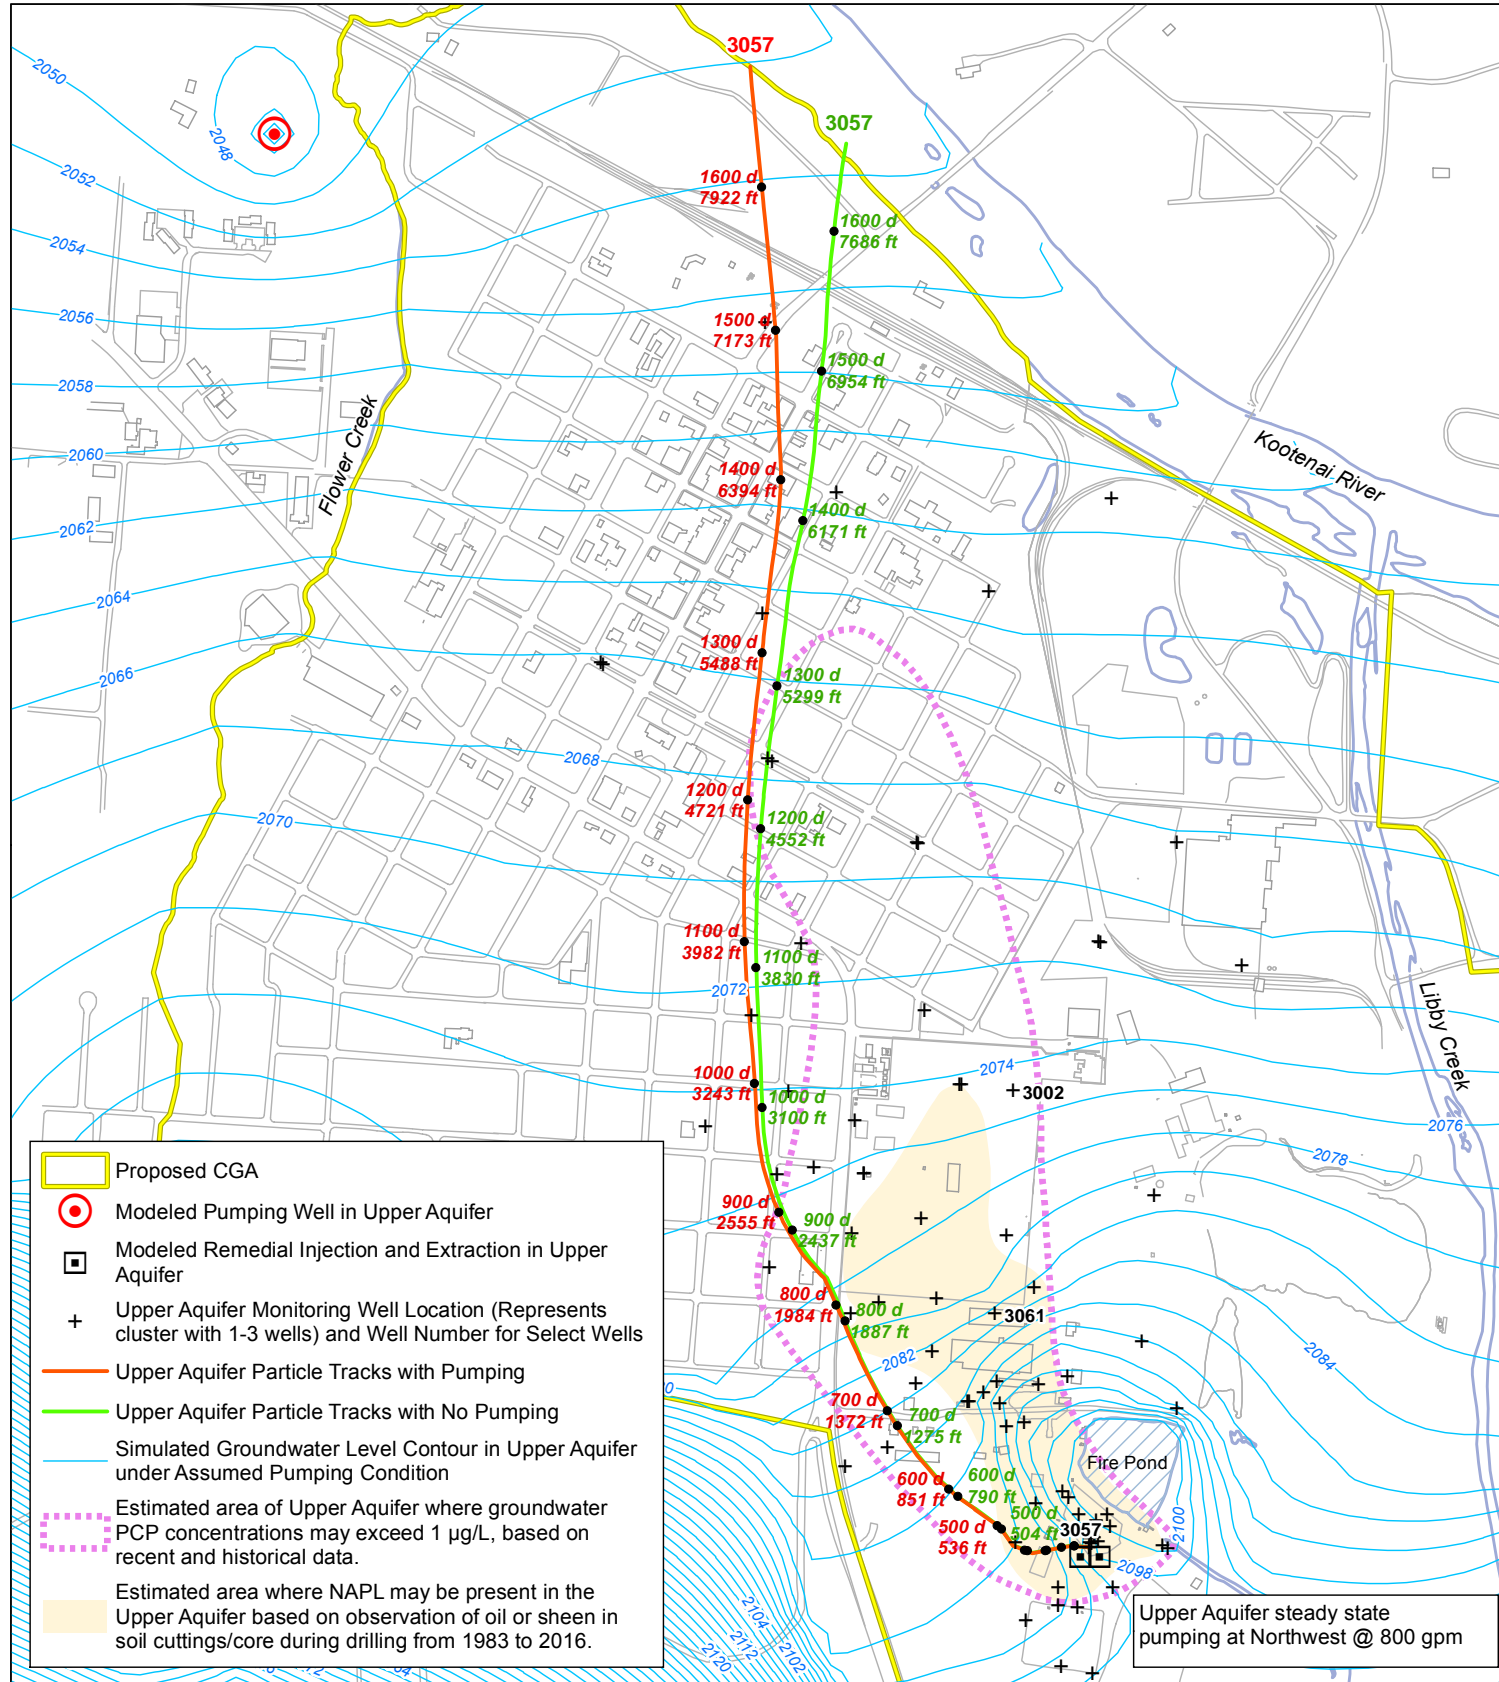 3057
2050
3057
2048
2052
1600 d
7922 ft
1600 d
7686 ft
2054
2056
1500 d
7173 ft
1500 d
6954 ft
2058
Flower Creek
Kootenai River
2060
1400 d
6394 ft
1400 d
6171 ft
2062
2064
1300 d
5488 ft
2066
1300 d
5299 ft
2068
1200 d
4721 ft
2070
1200 d
4552 ft
1100 d
3982 ft
1100 d
3830 ft
2072
Libby Creek
2074
1000 d
3243 ft
3002
1000 d
3100 ft
2076
2078
900 d
2555 ft
900 d
2437 ft
800 d
1984 ft
800 d
1887 ft
3061
2082
2084
700 d
1372 ft
700 d
1275 ft
Fire Pond
600 d
851 ft
600 d
790 ft
500 d
504 ft
500 d
536 ft
3057
2100
2098
2104
2112
2120
2102
Proposed CGA
Modeled Pumping Well in Upper Aquifer
Modeled Remedial Injection and Extraction in Upper
Aquifer
Upper Aquifer Monitoring Well Location (Represents
cluster with 1-3 wells) and Well Number for Select Wells
Upper Aquifer Particle Tracks with Pumping
Upper Aquifer Particle Tracks with No Pumping
Simulated Groundwater Level Contour in Upper Aquifer
under Assumed Pumping Condition
Estimated area of Upper Aquifer where groundwater
PCP concentrations may exceed 1 µg/L, based on
recent and historical data.
Estimated area where NAPL may be present in the
Upper Aquifer based on observation of oil or sheen in
soil cuttings/core during drilling from 1983 to 2016.
Upper Aquifer steady state
pumping at Northwest @ 800 gpm